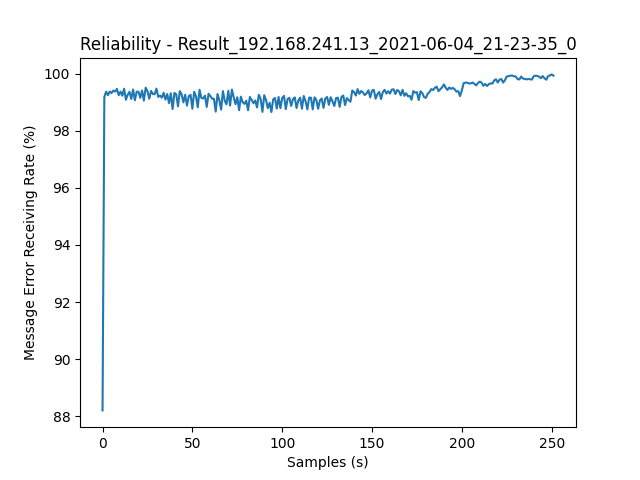 Reliability - Result_192.168.241.13_2021-06-04_21-23-35_0
Message Error Receiving Rate (%)
100
98
96
94
92
90
88
0 50 100 150 200 250
Samples (s)